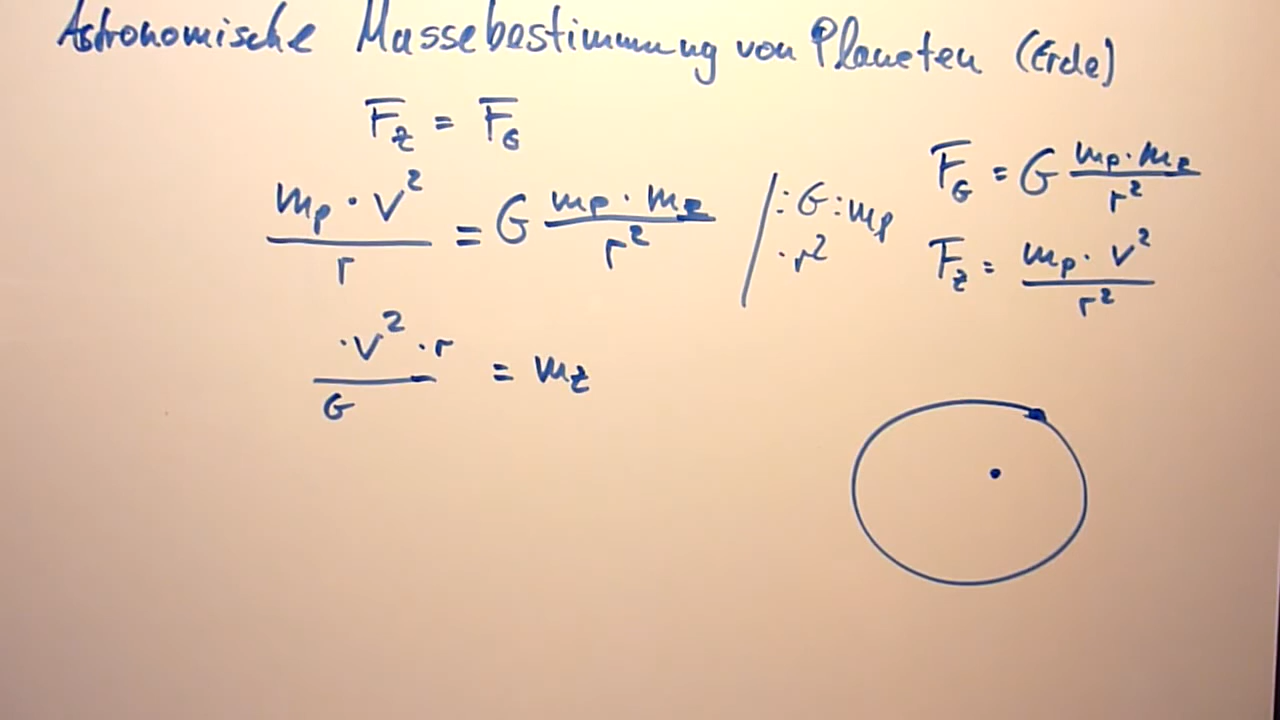 Astronomische Massebestimmung von Planeten (Erde)
F_z = F_G
m_p · v² / r = G m_p · m_z / r² | : G : m_p · r²
· v² · r / G = m_z
F_G = G m_p · m_z / r²
F_z = m_p · v² / r²